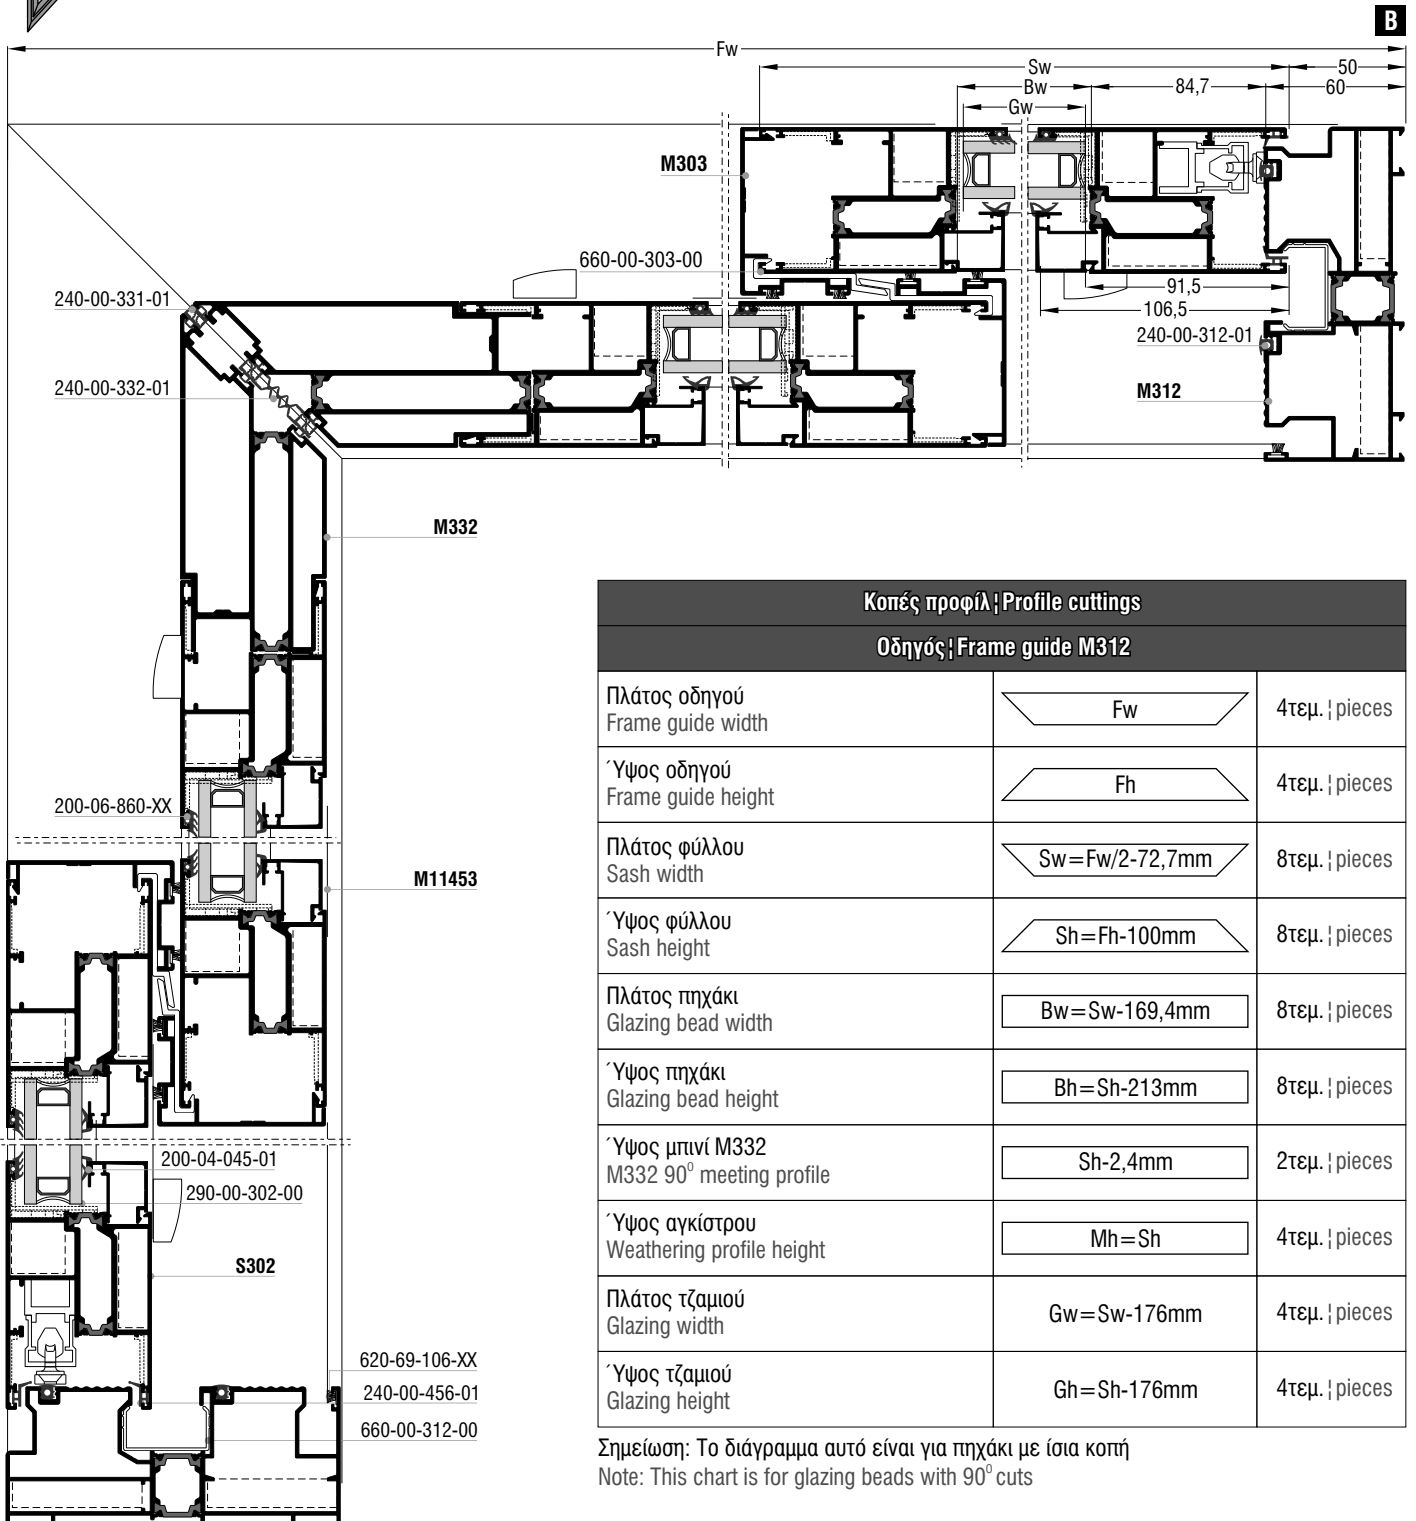 B
Fw
Sw
50
Bw
84,7
60
Gw
M303
660-00-303-00
91,5
106,5
240-00-331-01
240-00-312-01
240-00-332-01
M312
M332
200-06-860-XX
M11453
200-04-045-01
290-00-302-00
S302
620-69-106-XX
240-00-456-01
660-00-312-00
Κοπές προφίλ ¦ Profile cuttings
Οδηγός ¦ Frame guide M312
Πλάτος οδηγού
Frame guide width
Fw
4τεμ. ¦ pieces
Ύψος οδηγού
Frame guide height
Fh
4τεμ. ¦ pieces
Πλάτος φύλλου
Sash width
Sw=Fw/2-72,7mm
8τεμ. ¦ pieces
Ύψος φύλλου
Sash height
Sh=Fh-100mm
8τεμ. ¦ pieces
Πλάτος πηχάκι
Glazing bead width
Bw=Sw-169,4mm
8τεμ. ¦ pieces
Ύψος πηχάκι
Glazing bead height
Bh=Sh-213mm
8τεμ. ¦ pieces
Ύψος μπινί M332
M332 90⁰ meeting profile
Sh-2,4mm
2τεμ. ¦ pieces
Ύψος αγκίστρου
Weathering profile height
Mh=Sh
4τεμ. ¦ pieces
Πλάτος τζαμιού
Glazing width
Gw=Sw-176mm
4τεμ. ¦ pieces
Ύψος τζαμιού
Glazing height
Gh=Sh-176mm
4τεμ. ¦ pieces
Σημείωση: Το διάγραμμα αυτό είναι για πηχάκι με ίσια κοπή
Note: This chart is for glazing beads with 90⁰ cuts